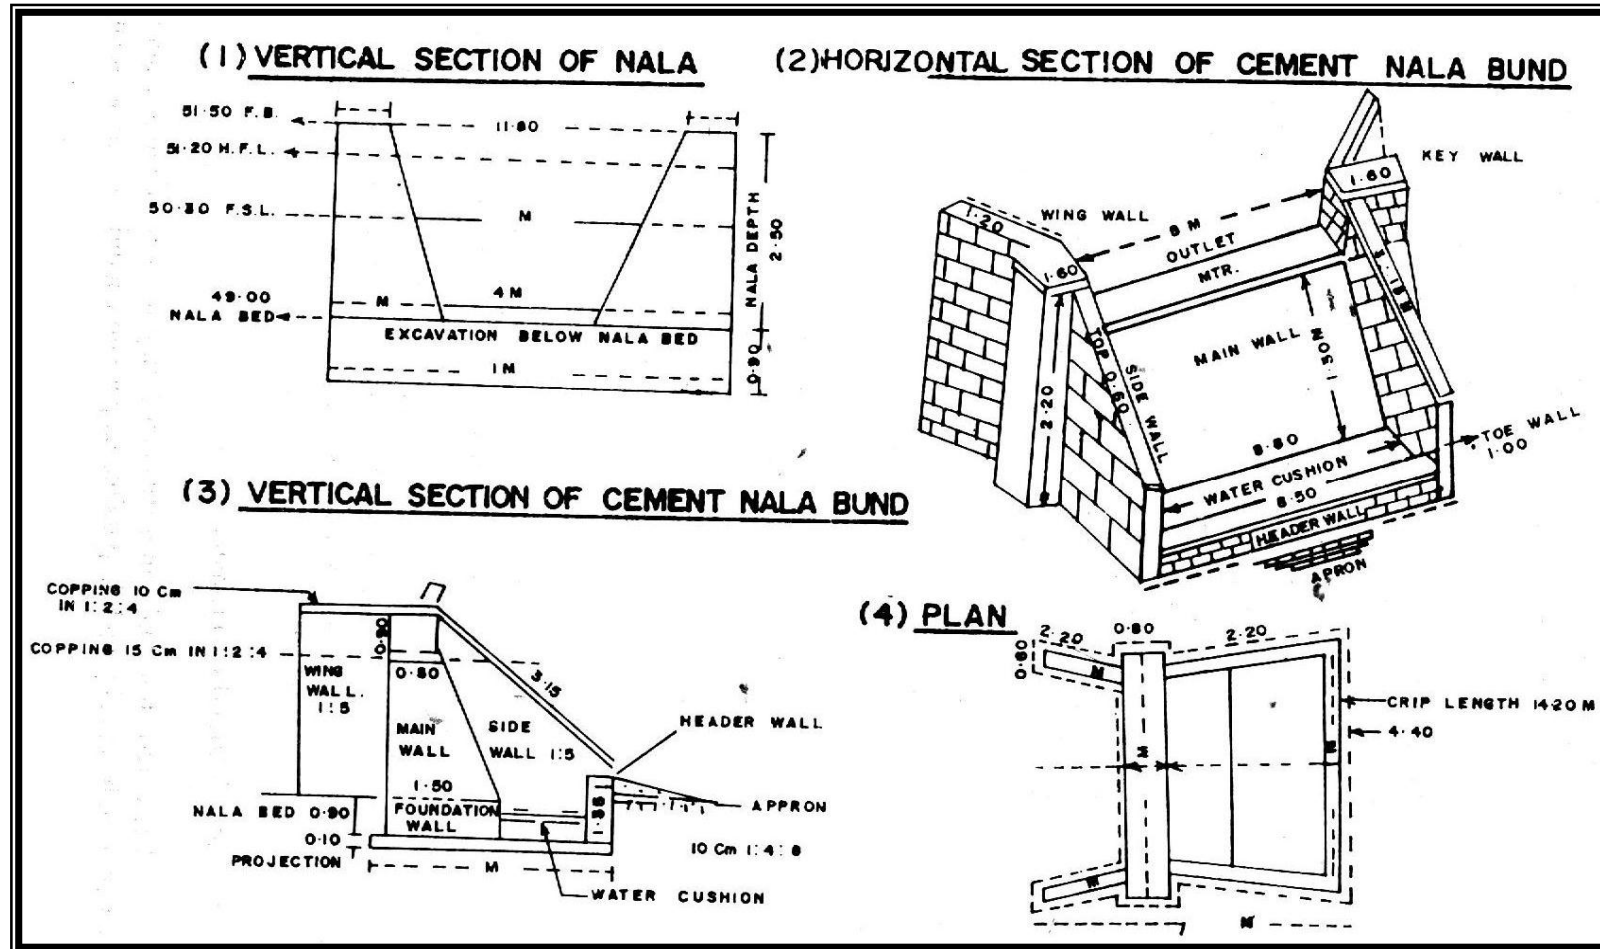 (1) VERTICAL SECTION OF NALA
51.50 F.B.
11.80
51.20 H.F.L.
50.30 F.S.L.
M
NALA DEPTH
2.50
49.00
NALA BED
M
4 M
EXCAVATION BELOW NALA BED
1 M
0.90
(2) HORIZONTAL SECTION OF CEMENT NALA BUND
KEY WALL
1.60
WING WALL
1.20
8 M
OUTLET
MTR.
1.60
2.20
TOP 0.60
SIDE WALL
MAIN WALL
1.50 M
8.80
WATER CUSHION
8.50
HEADER WALL
APRON
TOE WALL
1.00
(3) VERTICAL SECTION OF CEMENT NALA BUND
COPPING 10 Cm
IN 1:2:4
COPPING 15 Cm IN 1:2:4
0.90
0.80
3.15
WING
WALL.
1:5
MAIN
WALL
SIDE
WALL 1:5
HEADER WALL
1.50
NALA BED 0.90
FOUNDATION
WALL
APPRON
0.10
PROJECTION
M
10 Cm 1:4:8
WATER CUSHION
(4) PLAN
2.20
0.80
2.20
0.60
M
CRIP LENGTH 14.20 M
4.40
M
M
M
M